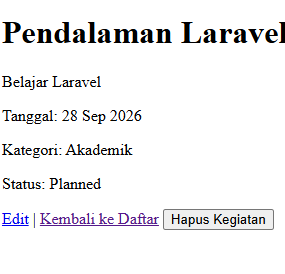 Pendalaman Laravel
Belajar Laravel
Tanggal: 28 Sep 2026
Kategori: Akademik
Status: Planned
Edit | Kembali ke Daftar Hapus Kegiatan